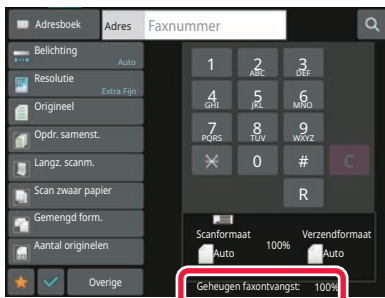 Adresboek
Adres
Faxnummer
Belichting
Auto
Resolutie
Extra Fijn
Origineel
Opdr. samenst.
Langz. scanm.
Scan zwaar papier
Gemengd form.
Aantal originelen
Overige
1
2
ABC
3
DEF
4
GHI
5
JKL
6
MNO
7
PQRS
8
TUV
9
WXYZ
0
#
C
R
Scanformaat
100%
Verzendformaat
Auto
Auto
Geheugen faxontvangst: 100%